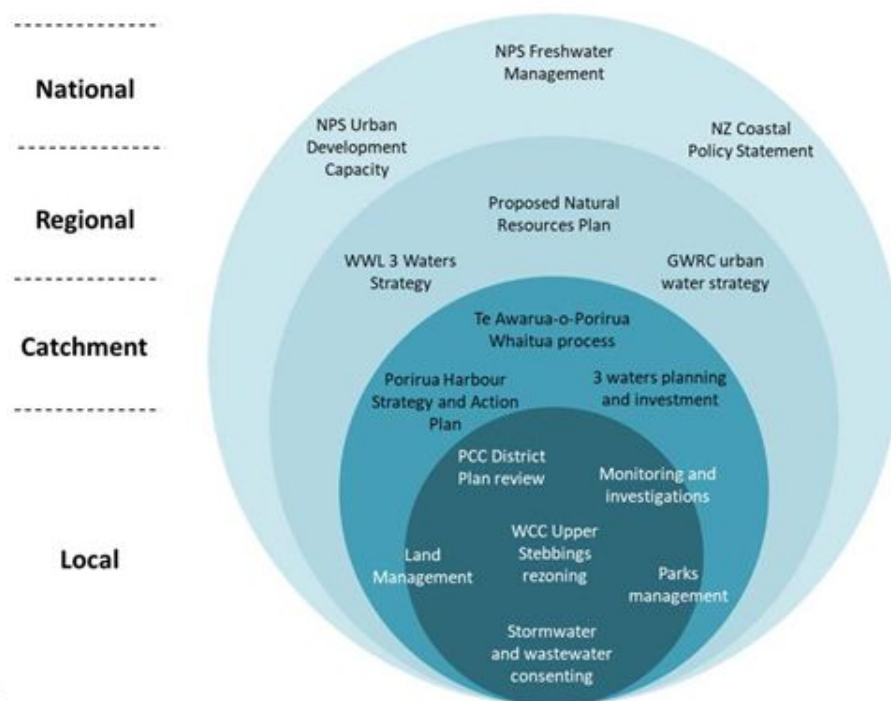 National
NPS Freshwater
Management
NPS Urban
Development
Capacity
NZ Coastal
Policy Statement
Regional
Proposed Natural
Resources Plan
WWL 3 Waters
Strategy
GWRC urban
water strategy
Catchment
Te Awarua-o-Porirua
Whaitua process
Porirua Harbour
Strategy and Action
Plan
3 waters planning
and investment
Local
PCC District
Plan review
Monitoring and
investigations
WCC Upper
Stebbings
rezoning
Land
Management
Parks
management
Stormwater
and wastewater
consenting